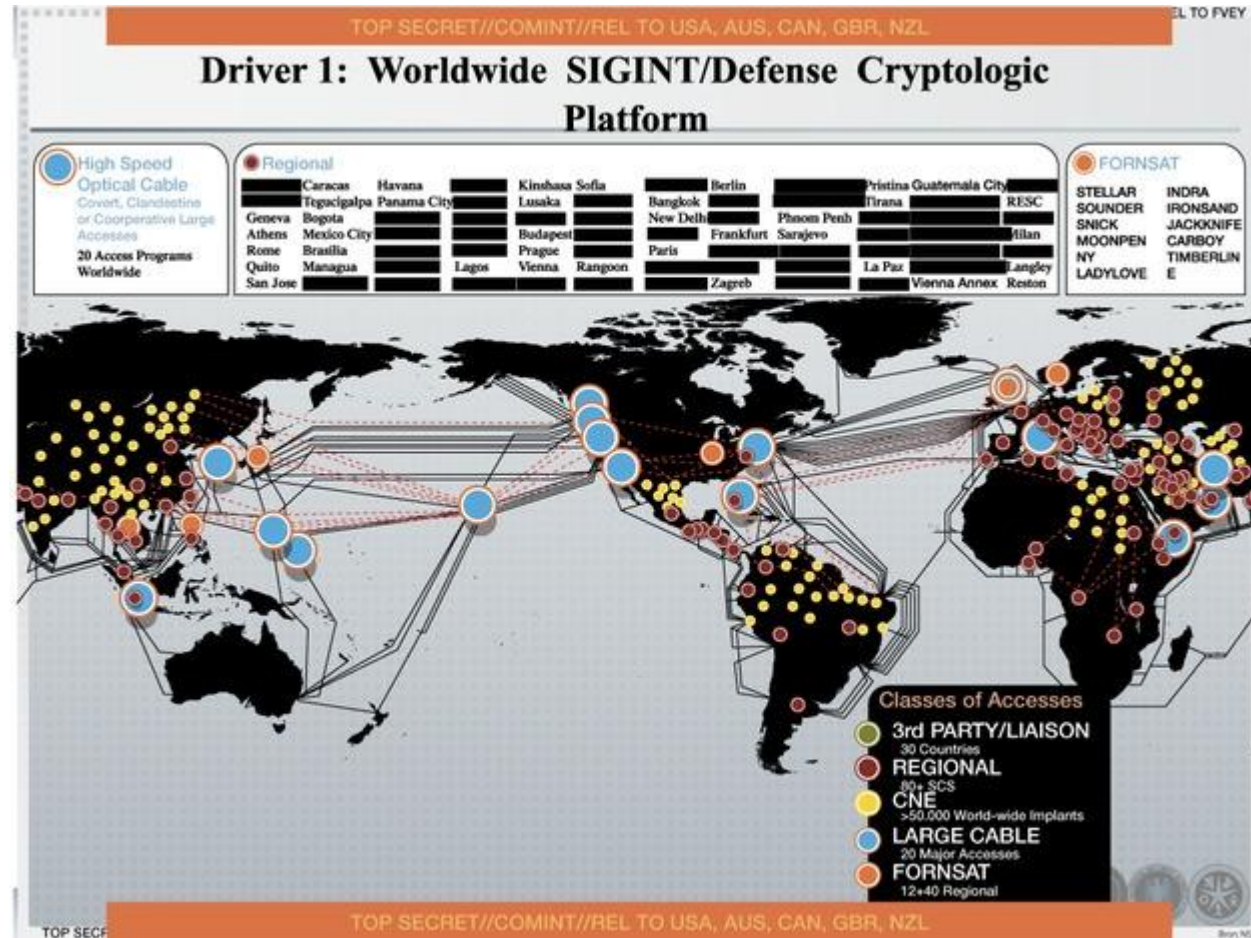 TOP SECRET//COMINT//REL TO USA, AUS, CAN, GBR, NZL
EL TO FVEY
Driver 1: Worldwide SIGINT/Defense Cryptologic
Platform
High Speed
Optical Cable
Covert, Clandestine
or Coorperative Large
Accesses
20 Access Programs
Worldwide
Regional
Caracas Havana Kinshasa Sofia Berlin Pristina Guatemala City
Tegucigalpa Panama City Lusaka Bangkok Tirana RESC
Geneva Bogota New Delhi Phnom Penh
Athens Mexico City Budapest Frankfurt Sarajevo Milan
Rome Brasilia Prague Paris
Quito Managua Lagos Vienna Rangoon La Paz Langley
San Jose Zagreb Vienna Annex Reston
FORNSAT
STELLAR INDRA
SOUNDER IRONSAND
SNICK JACKKNIFE
MOONPEN CARBOY
NY TIMBERLIN
LADYLOVE E
Classes of Accesses
3rd PARTY/LIAISON
30 Countries
REGIONAL
80+ SCS
CNE
>50.000 World-wide Implants
LARGE CABLE
20 Major Accesses
FORNSAT
12+40 Regional
TOP SECRET//COMINT//REL TO USA, AUS, CAN, GBR, NZL
TOP SECR